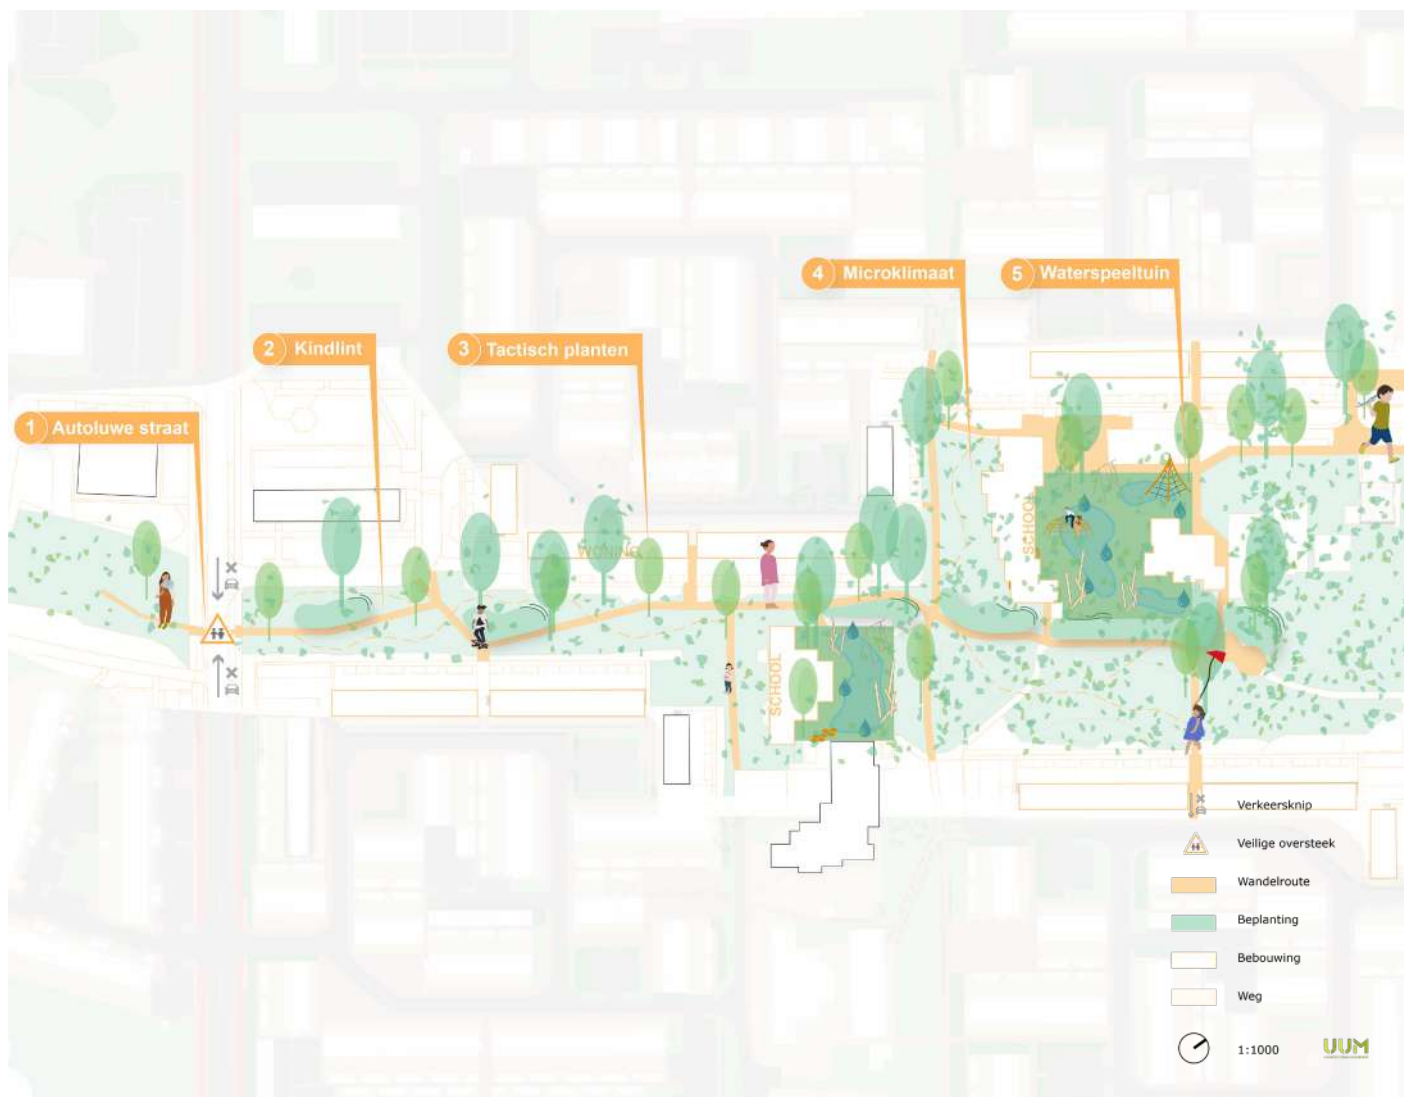 4 Microklimaat
5 Waterspeeltuin
2 Kindlint
3 Tactisch planten
1 Autoluwe straat
SCHOOL
WONING
SCHOOL
Verkeersknip
Veilige oversteek
Wandelroute
Beplanting
Bebouwing
Weg
1:1000
UUM